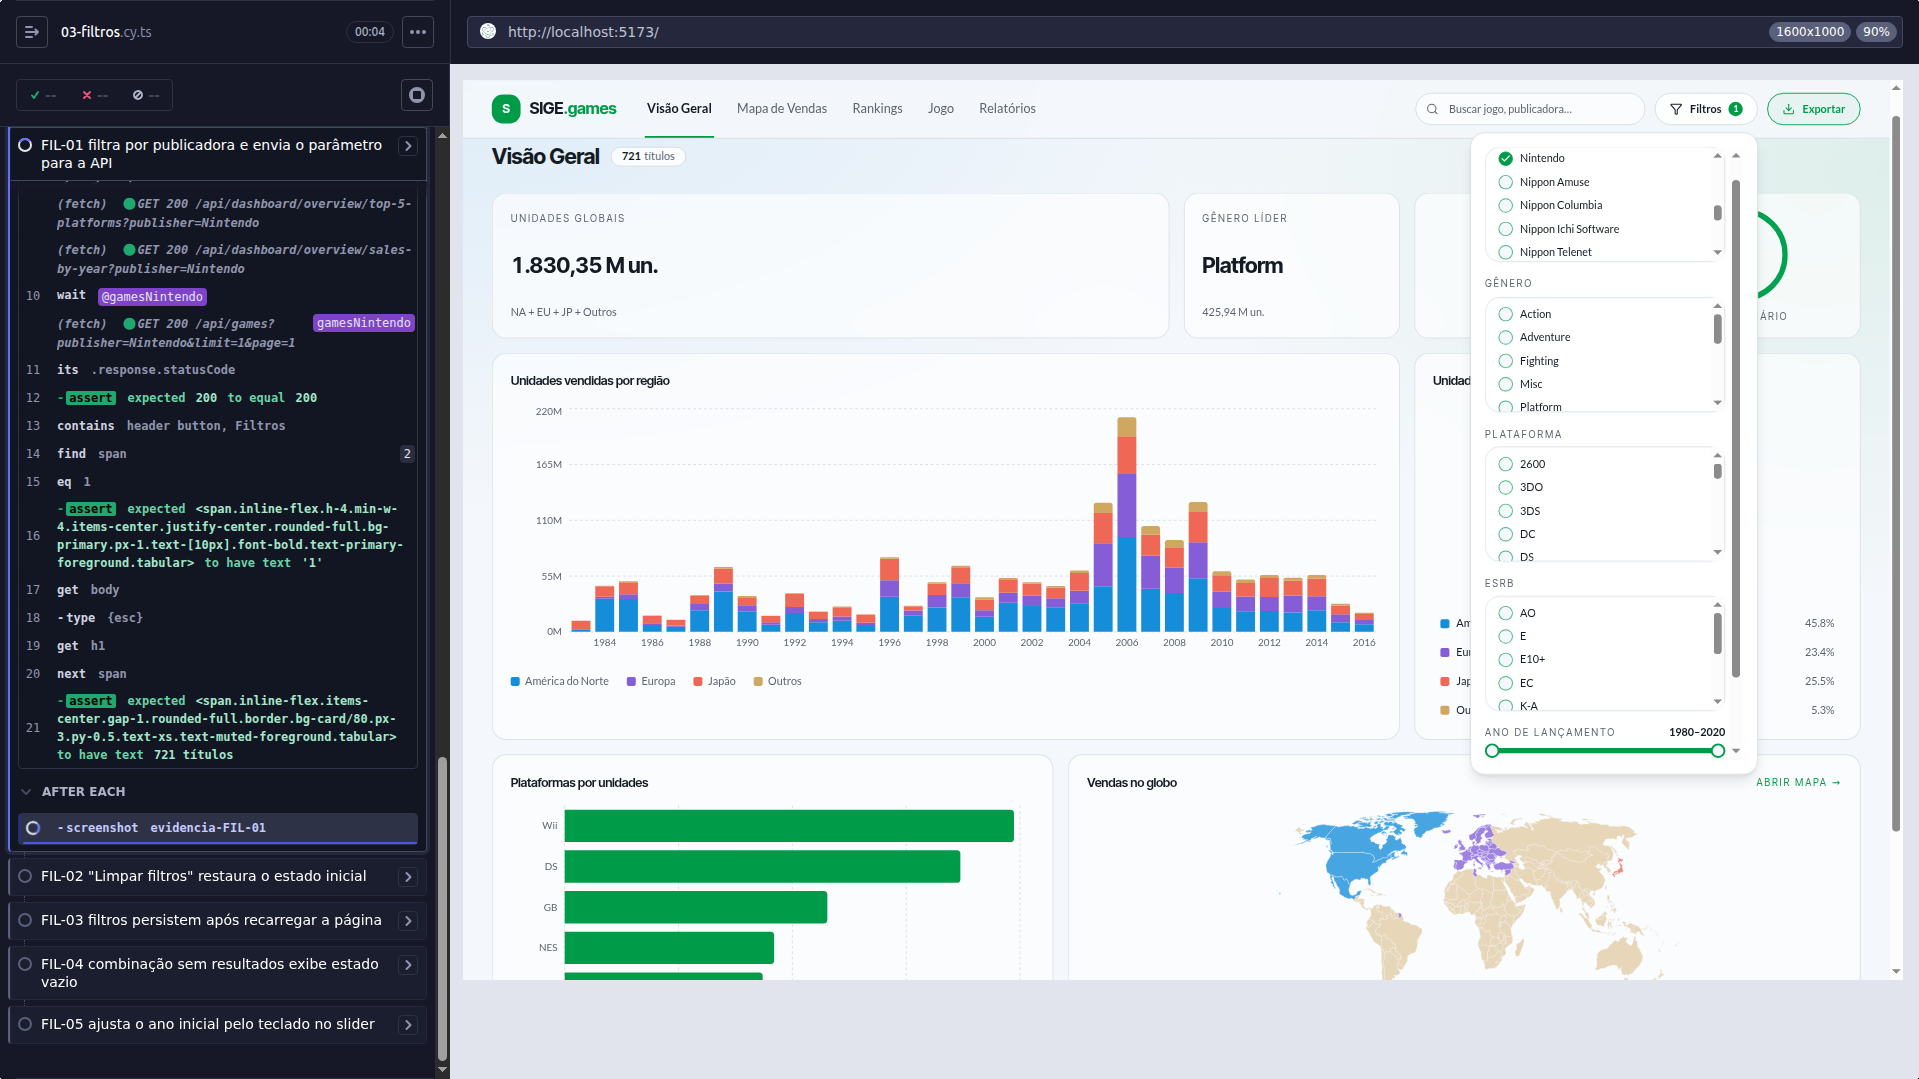 03-filtros.cy.ts
00:04
http://localhost:5173/
1600x1000
90%
--
--
--
FIL-01 filtra por publicadora e envia o parâmetro
para a API
(fetch) GET 200 /api/dashboard/overview/top-5-
platforms?publisher=Nintendo
(fetch) GET 200 /api/dashboard/overview/sales-
by-year?publisher=Nintendo
10 wait @gamesNintendo
(fetch) GET 200 /api/games? gamesNintendo
publisher=Nintendo&limit=1&page=1
11 its .response.statusCode
12 -assert expected 200 to equal 200
13 contains header button, Filtros
14 find span 2
15 eq 1
16 -assert expected <span.inline-flex.h-4.min-w-
4.items-center.justify-center.rounded-full.bg-
primary.px-1.text-[10px].font-bold.text-primary-
foreground.tabular> to have text '1'
17 get body
18 -type {esc}
19 get h1
20 next span
21 -assert expected <span.inline-flex.items-
center.gap-1.rounded-full.border.bg-card/80.px-
3.py-0.5.text-xs.text-muted-foreground.tabular>
to have text 721 títulos
AFTER EACH
-screenshot evidencia-FIL-01
FIL-02 "Limpar filtros" restaura o estado inicial
FIL-03 filtros persistem após recarregar a página
FIL-04 combinação sem resultados exibe estado
vazio
FIL-05 ajusta o ano inicial pelo teclado no slider
S SIGE.games
Visão Geral
Mapa de Vendas
Rankings
Jogo
Relatórios
Buscar jogo, publicadora...
Filtros 1
Exportar
Visão Geral
721 títulos
UNIDADES GLOBAIS
1.830,35 M un.
NA + EU + JP + Outros
GÊNERO LÍDER
Platform
425,94 M un.
ÁRIO
Unidades vendidas por região
220M
165M
110M
55M
0M
1984 1986 1988 1990 1992 1994 1996 1998 2000 2002 2004 2006 2008 2010 2012 2014 2016
América do Norte
Europa
Japão
Outros
Unidad
Am 45.8%
Eur 23.4%
Jap 25.5%
Ou 5.3%
Nintendo
Nippon Amuse
Nippon Columbia
Nippon Ichi Software
Nippon Telenet
GÊNERO
Action
Adventure
Fighting
Misc
Platform
PLATAFORMA
2600
3DO
3DS
DC
DS
ESRB
AO
E
E10+
EC
K-A
ANO DE LANÇAMENTO 1980–2020
Plataformas por unidades
Wii
DS
GB
NES
Vendas no globo
ABRIR MAPA →